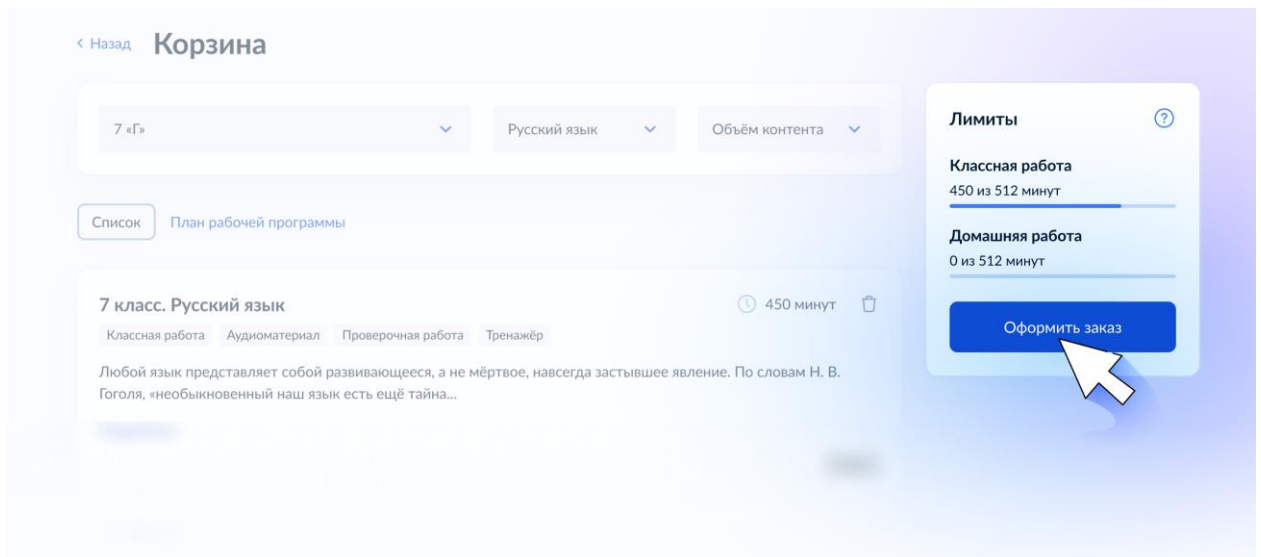 Назад Корзина
7 «Г» Русский язык Объём контента
Список План рабочей программы
7 класс. Русский язык 450 минут
Классная работа Аудиоматериал Проверочная работа Тренажёр
Любой язык представляет собой развивающееся, а не мёртвое, навсегда застывшее явление. По словам Н. В.
Гоголя, «необыкновенный наш язык есть ещё тайна...
Лимиты ?
Классная работа
450 из 512 минут
Домашняя работа
0 из 512 минут
Оформить заказ